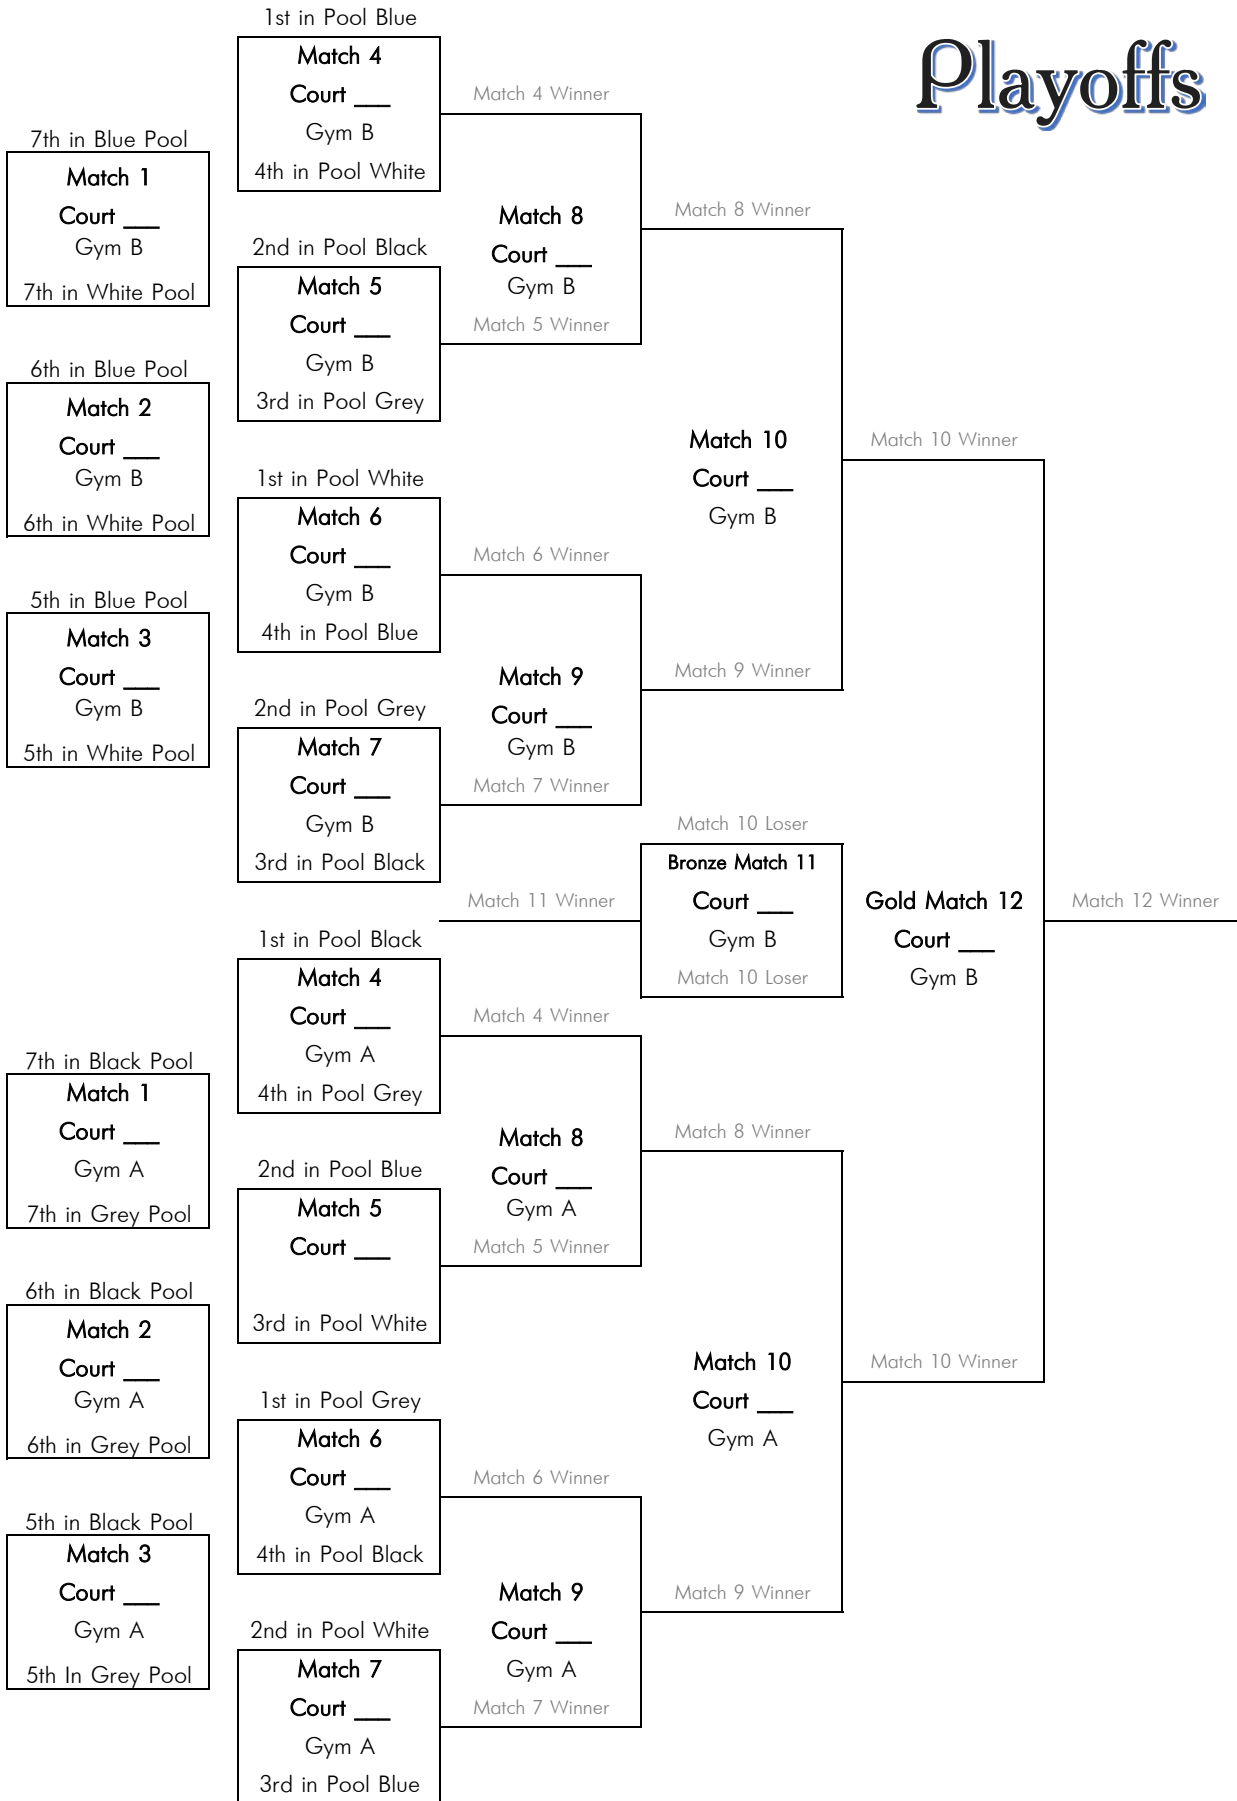 Playoffs
1st in Pool Blue
Match 4
Court ___
Gym B
4th in Pool White
Match 4 Winner
7th in Blue Pool
Match 1
Court ___
Gym B
7th in White Pool
2nd in Pool Black
Match 5
Court ___
Gym B
3rd in Pool Grey
Match 8
Court ___
Gym B
Match 5 Winner
Match 8 Winner
6th in Blue Pool
Match 2
Court ___
Gym B
6th in White Pool
1st in Pool White
Match 6
Court ___
Gym B
4th in Pool Blue
Match 6 Winner
Match 10
Court ___
Gym B
Match 10 Winner
5th in Blue Pool
Match 3
Court ___
Gym B
5th in White Pool
2nd in Pool Grey
Match 7
Court ___
Gym B
3rd in Pool Black
Match 9
Court ___
Gym B
Match 7 Winner
Match 9 Winner
Match 10 Loser
Bronze Match 11
Court ___
Gym B
Match 10 Loser
Match 11 Winner
Gold Match 12
Court ___
Gym B
Match 12 Winner
1st in Pool Black
Match 4
Court ___
Gym A
4th in Pool Grey
Match 4 Winner
7th in Black Pool
Match 1
Court ___
Gym A
7th in Grey Pool
2nd in Pool Blue
Match 5
Court ___
3rd in Pool White
Match 8
Court ___
Gym A
Match 5 Winner
Match 8 Winner
6th in Black Pool
Match 2
Court ___
Gym A
6th in Grey Pool
1st in Pool Grey
Match 6
Court ___
Gym A
4th in Pool Black
Match 6 Winner
Match 10
Court ___
Gym A
Match 10 Winner
5th in Black Pool
Match 3
Court ___
Gym A
5th In Grey Pool
2nd in Pool White
Match 7
Court ___
Gym A
3rd in Pool Blue
Match 9
Court ___
Gym A
Match 7 Winner
Match 9 Winner